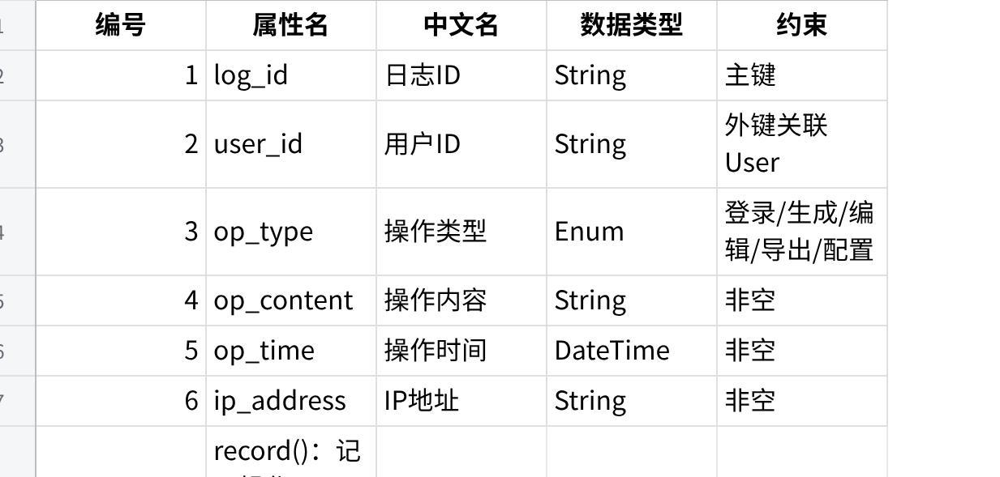 编号 属性名 中文名 数据类型 约束
1 log_id 日志ID String 主键
2 user_id 用户ID String 外键关联
User
3 op_type 操作类型 Enum 登录/生成/编
辑/导出/配置
4 op_content 操作内容 String 非空
5 op_time 操作时间 DateTime 非空
6 ip_address IP地址 String 非空
record()：记